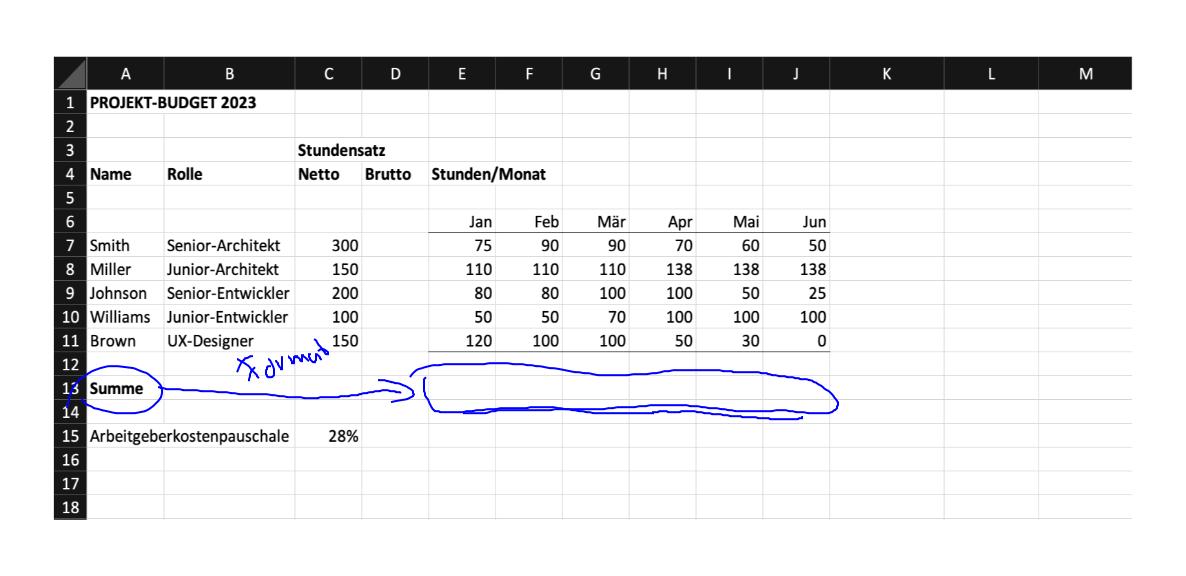 A B C D E F G H I J K L M
1 PROJEKT-BUDGET 2023
2
3 Stundensatz
4 Name Rolle Netto Brutto Stunden/Monat
5
6 Jan Feb Mär Apr Mai Jun
7 Smith Senior-Architekt 300 75 90 90 70 60 50
8 Miller Junior-Architekt 150 110 110 110 138 138 138
9 Johnson Senior-Entwickler 200 80 80 100 100 50 25
10 Williams Junior-Entwickler 100 50 50 70 100 100 100
11 Brown UX-Designer 150 120 100 100 50 30 0
12
13 Summe
14
15 Arbeitgeberkostenpauschale 28%
16
17
18